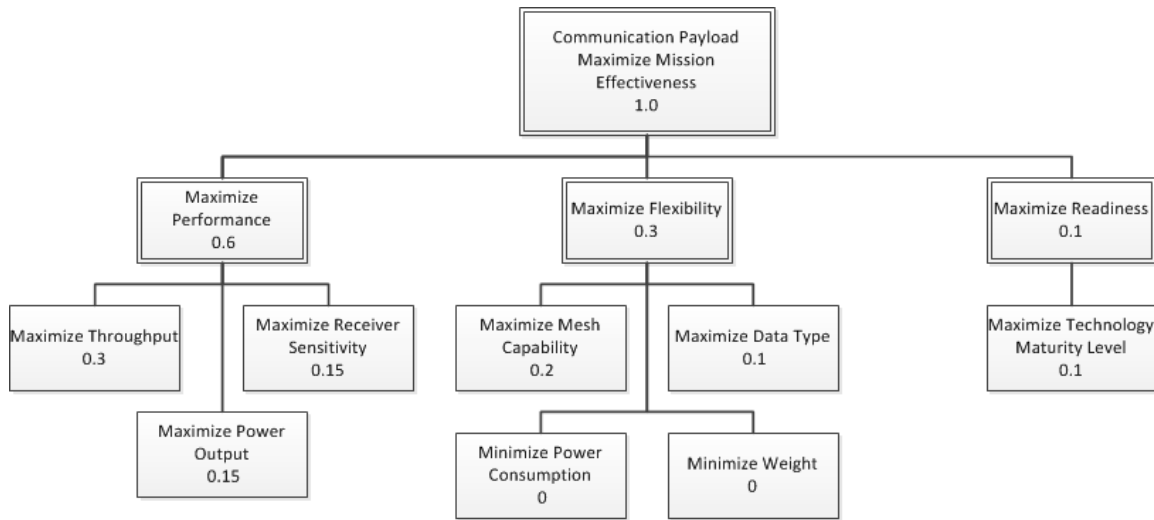 Communication Payload
Maximize Mission
Effectiveness
1.0
Maximize
Performance
0.6
Maximize Flexibility
0.3
Maximize Readiness
0.1
Maximize Throughput
0.3
Maximize Receiver
Sensitivity
0.15
Maximize Mesh
Capability
0.2
Maximize Data Type
0.1
Maximize Technology
Maturity Level
0.1
Maximize Power
Output
0.15
Minimize Power
Consumption
0
Minimize Weight
0